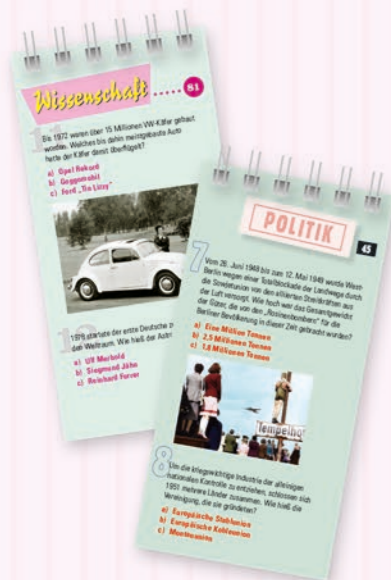 Wissenschaft ..... 81
11
Bis 1972 waren über 15 Millionen VW-Käfer gebaut
worden. Welches bis dahin meistgebaute Auto
hatte der Käfer damit überflügelt?
a) Opel Rekord
b) Goggomobil
c) Ford „Tin Lizzy"
12
1978 startete der erste Deutsche
den Weltraum. Wie hieß der
a) Ulf Merbold
b) Siegmund Jähn
c) Reinhard Furrer
POLITIK
45
7
Vom 26. Juni 1948 bis zum 12. Mai 1949 wurde West-
Berlin wegen einer Totalblockade der Landwege durch
die Sowjetunion von den alliierten Streitkräften aus
der Luft versorgt. Wie hoch war das Gesamtgewicht
der Güter, die von den „Rosinenbombern" für die
Berliner Bevölkerung in dieser Zeit gebracht wurden?
a) Eine Million Tonnen
b) 2,5 Millionen Tonnen
c) 1,8 Millionen Tonnen
Tempelhof
8
Um die kriegswichtige Industrie der alleinigen
nationalen Kontrolle zu entziehen, schlossen sich
1951 mehrere Länder zusammen. Wie hieß die
Vereinigung, die sie gründeten?
a) Europäische Stahlunion
b) Europäische Kohleunion
c) Montanunion